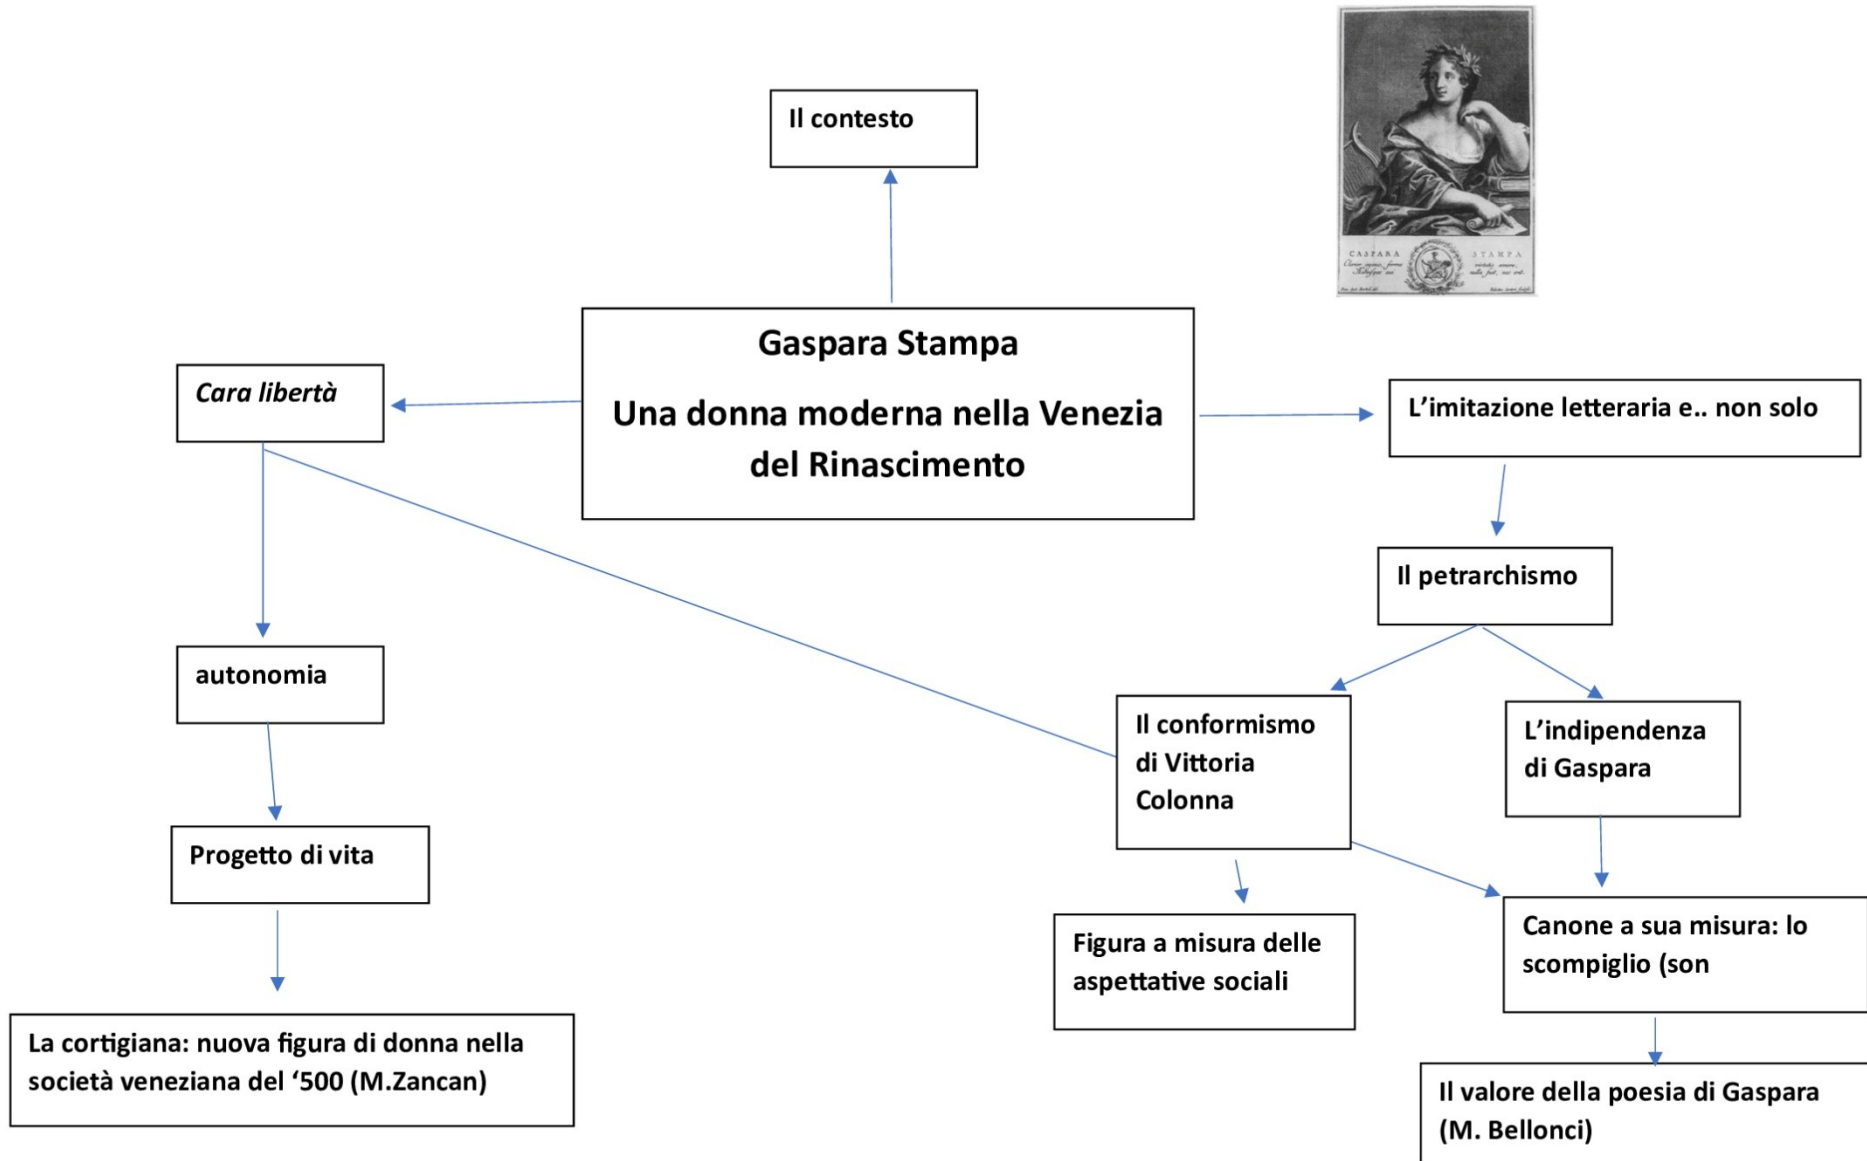 Il contesto
CASPARA STAMPA
Gaspara Stampa
Una donna moderna nella Venezia
del Rinascimento
Cara libertà
L’imitazione letteraria e.. non solo
Il petrarchismo
autonomia
Il conformismo
di Vittoria
Colonna
L’indipendenza
di Gaspara
Progetto di vita
Figura a misura delle
aspettative sociali
Canone a sua misura: lo
scompiglio (son
La cortigiana: nuova figura di donna nella
società veneziana del ‘500 (M.Zancan)
Il valore della poesia di Gaspara
(M. Bellonci)